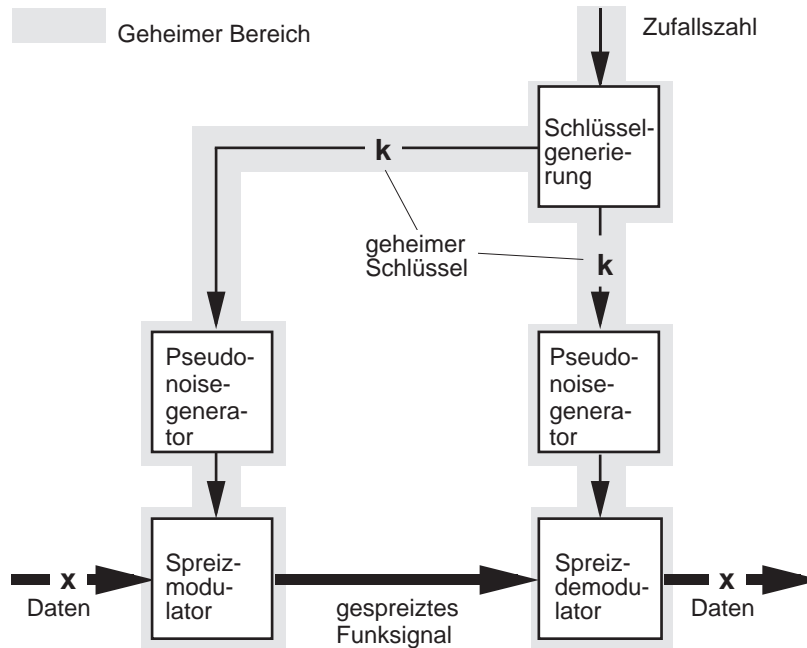 Geheimer Bereich
Zufallszahl
Schlüssel-
generie-
rung
k
geheimer
Schlüssel
k
Pseudo-
noise-
genera-
tor
Pseudo-
noise-
genera-
tor
x
Daten
Spreiz-
modu-
lator
gespreiztes
Funksignal
Spreiz-
demodu-
lator
x
Daten